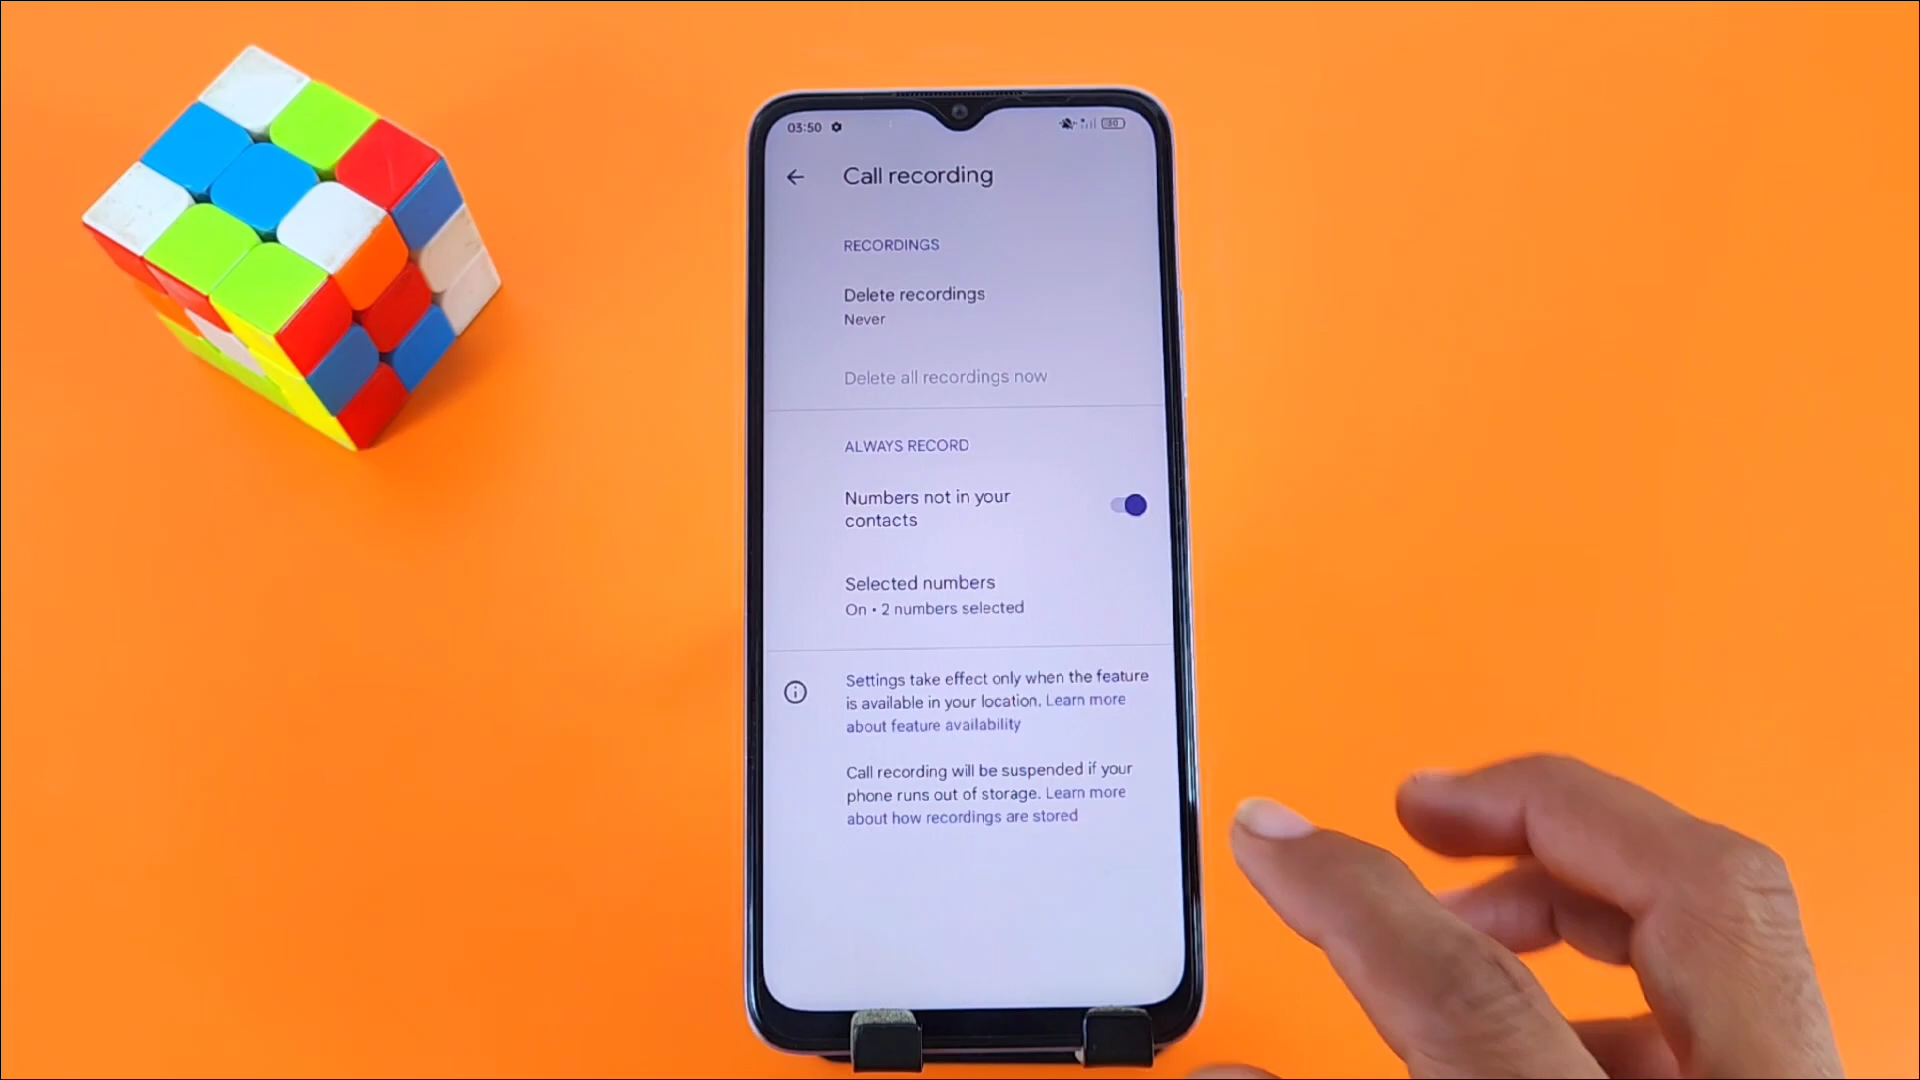 03:50
30
Call recording
RECORDINGS
Delete recordings
Never
Delete all recordings now
ALWAYS RECORD
Numbers not in your
contacts
Selected numbers
On • 2 numbers selected
Settings take effect only when the feature
is available in your location. Learn more
about feature availability
Call recording will be suspended if your
phone runs out of storage. Learn more
about how recordings are stored